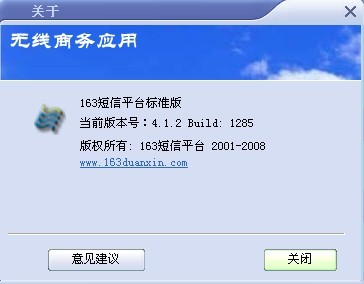 关于
无线商务应用
163短信平台标准版
当前版本号：4.1.2 Build: 1285
版权所有: 163短信平台 2001-2008
www.163duanxin.com
意见建议
关闭